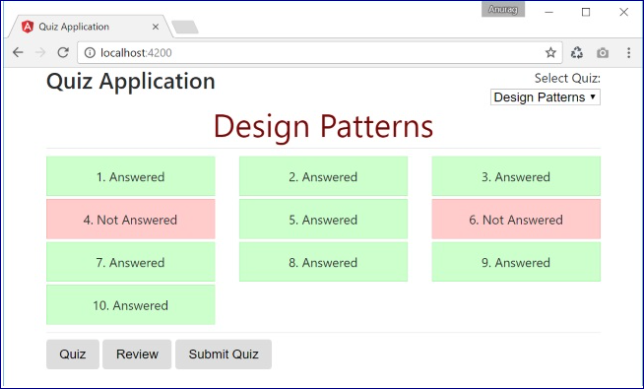 Anurag
Quiz Application
localhost:4200
Quiz Application
Select Quiz:
Design Patterns
Design Patterns
1. Answered
2. Answered
3. Answered
4. Not Answered
5. Answered
6. Not Answered
7. Answered
8. Answered
9. Answered
10. Answered
Quiz
Review
Submit Quiz